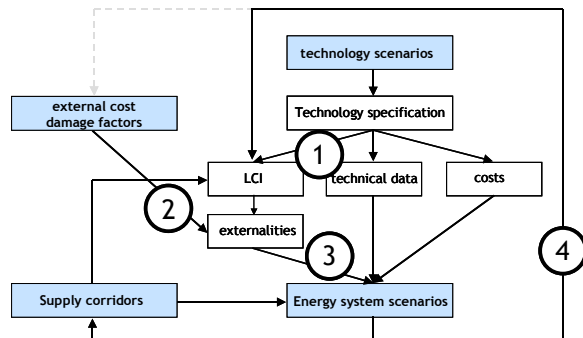 technology scenarios
external cost
damage factors
Technology specification
1
LCI
technical data
costs
2
externalities
3
4
Supply corridors
Energy system scenarios